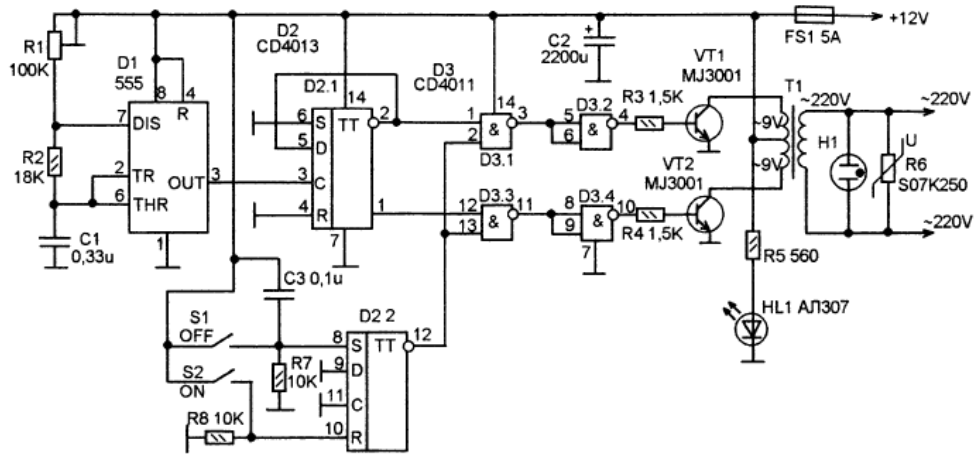 R1
100K
D1
555
8
4
R
7
DIS
R2
18K
2
TR
6
THR
OUT
3
1
C1
0,33u
D2
CD4013
D2.1
14
6
S
TT
2
5
D
3
C
1
4
R
7
D3
CD4011
14
1
3
2
&
D3.1
5
6
&
D3.2
4
R3 1,5K
12
13
D3.3
&
11
8
9
D3.4
&
10
7
R4 1,5K
C2
2200u
+
VT1
MJ3001
VT2
MJ3001
T1
~9V
~9V
FS1 5A
+12V
~220V
~220V
H1
U
R6
S07K250
~220V
R5 560
HL1 АЛ307
C3 0,1u
S1
OFF
S2
ON
R7
10K
R8 10K
D2 2
8
S
TT
12
9
D
11
C
10
R